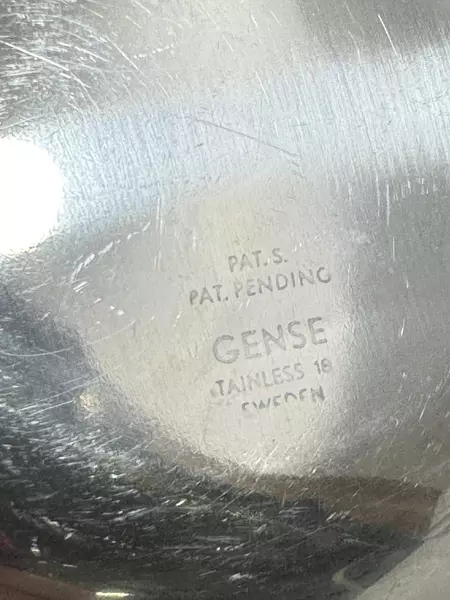 PAT. S.
PAT. PENDING
GENSE
TAINLESS 18
SWEDEN